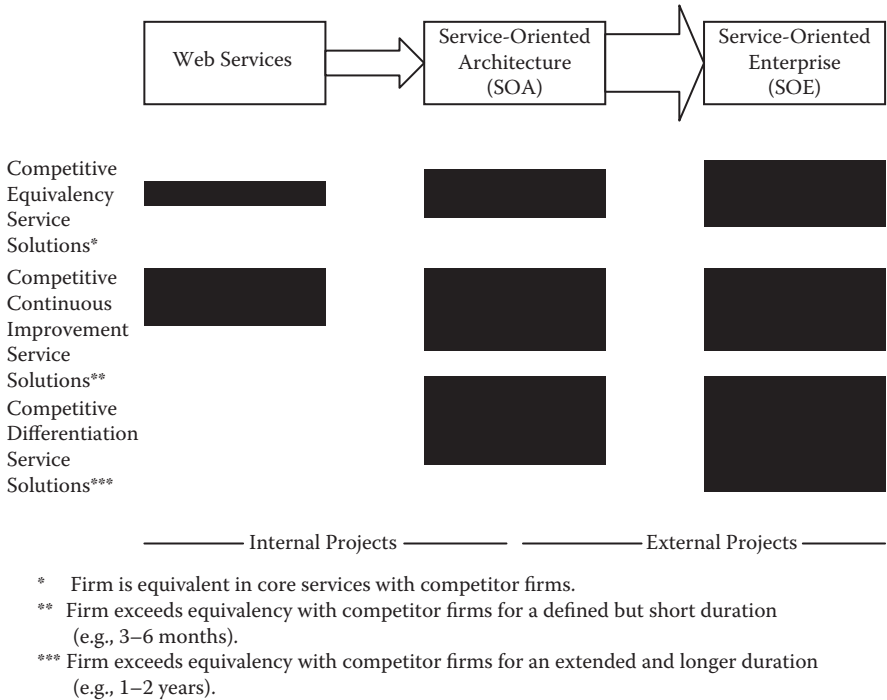 Web Services
Service-Oriented
Architecture
(SOA)
Service-Oriented
Enterprise
(SOE)
Competitive
Equivalency
Service
Solutions*
Competitive
Continuous
Improvement
Service
Solutions**
Competitive
Differentiation
Service
Solutions***
Internal Projects
External Projects
* Firm is equivalent in core services with competitor firms.
** Firm exceeds equivalency with competitor firms for a defined but short duration
(e.g., 3–6 months).
*** Firm exceeds equivalency with competitor firms for an extended and longer duration
(e.g., 1–2 years).